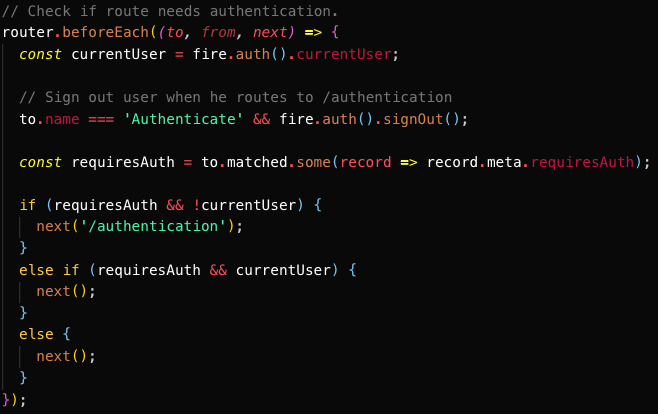 // Check if route needs authentication.
router.beforeEach((to, from, next) => {
  const currentUser = fire.auth().currentUser;

  // Sign out user when he routes to /authentication
  to.name === 'Authenticate' && fire.auth().signOut();

  const requiresAuth = to.matched.some(record => record.meta.requiresAuth);

  if (requiresAuth && !currentUser) {
    next('/authentication');
  }
  else if (requiresAuth && currentUser) {
    next();
  }
  else {
    next();
  }
});